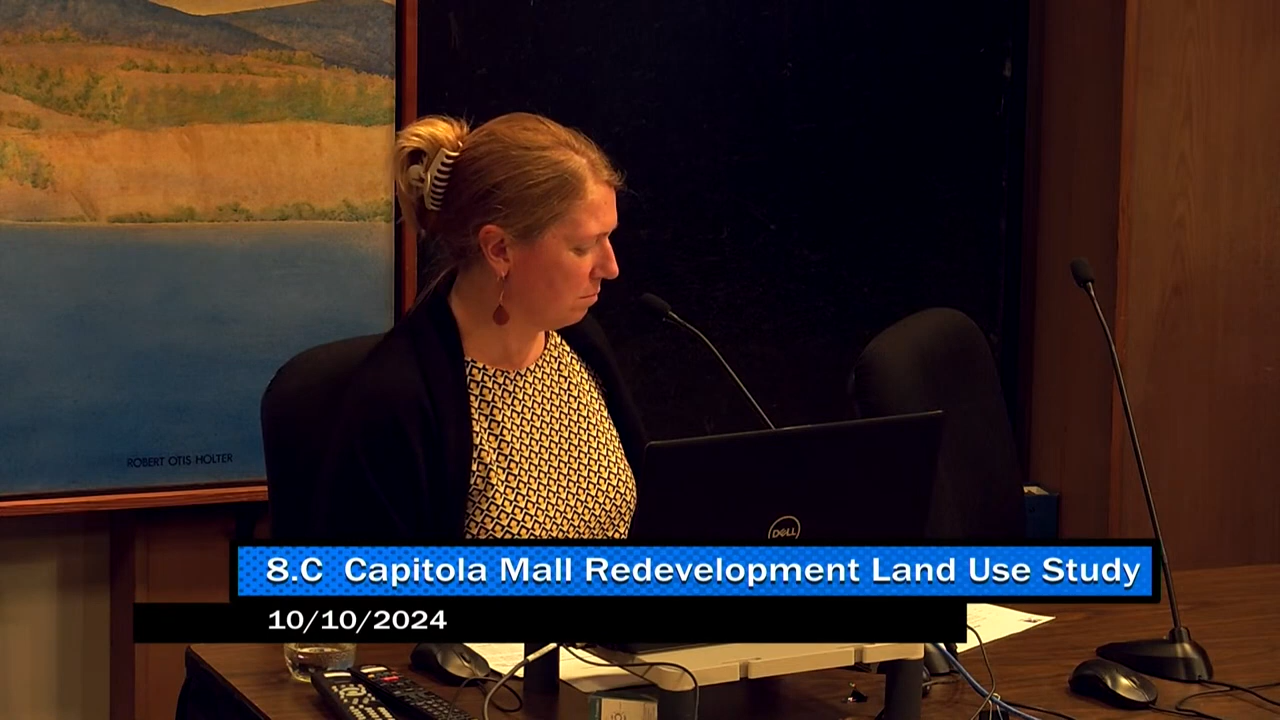 ROBERT OTIS HOLTER
DELL
8.C Capitola Mall Redevelopment Land Use Study
10/10/2024